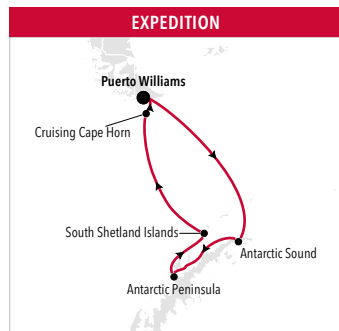 EXPEDITION
Puerto Williams
Cruising Cape Horn
South Shetland Islands
Antarctic Sound
Antarctic Peninsula